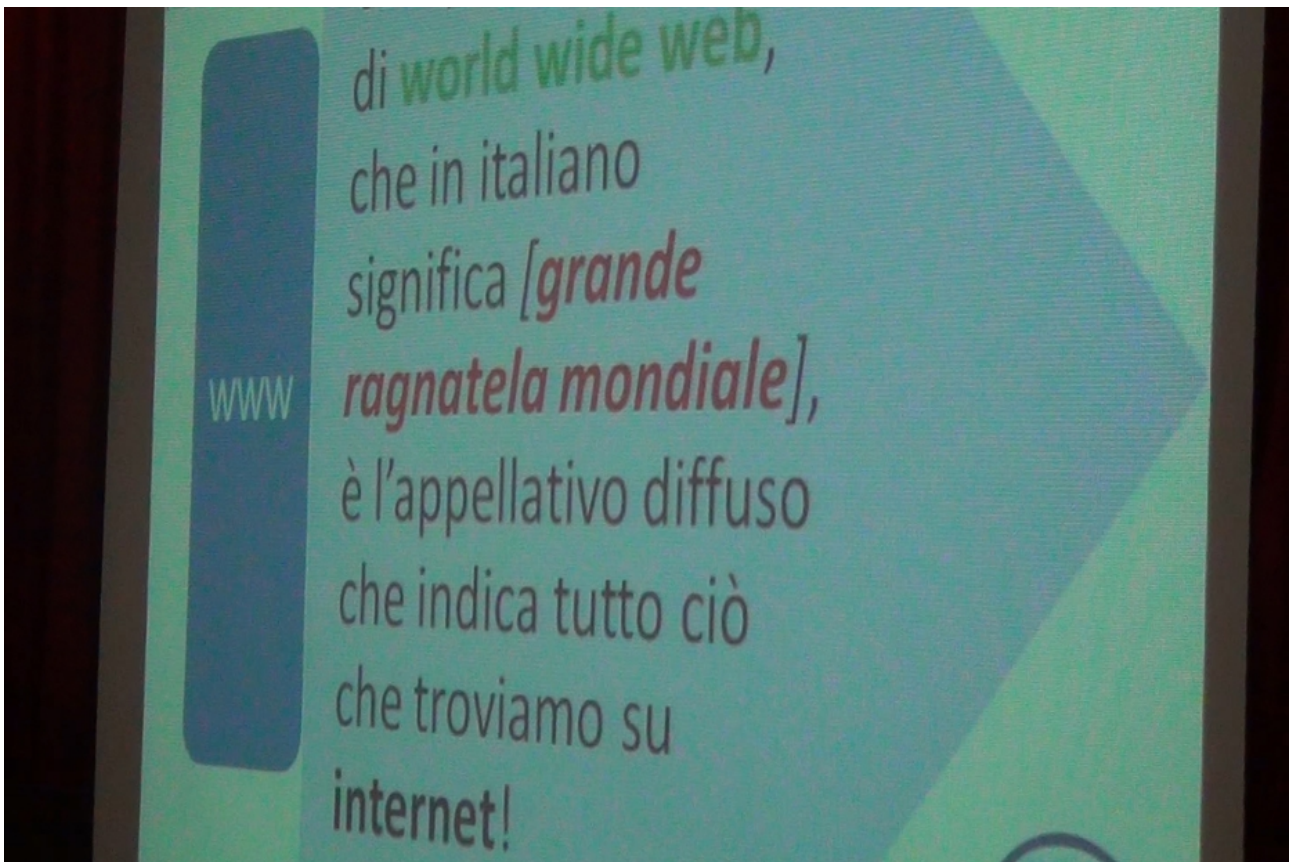 www
di world wide web,
che in italiano
significa [grande
ragnatela mondiale],
è l'appellativo diffuso
che indica tutto ciò
che troviamo su
internet!